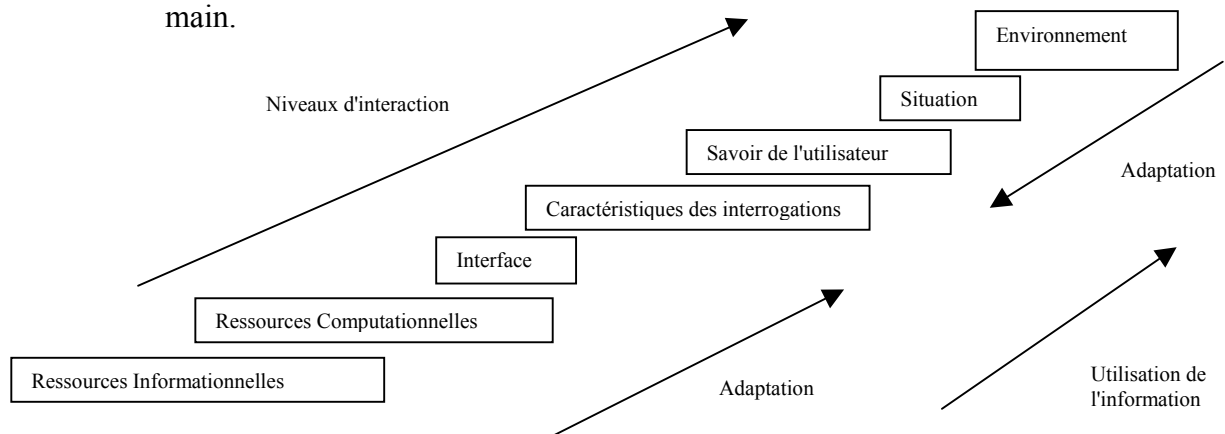 main.
Environnement
Niveaux d'interaction
Situation
Savoir de l'utilisateur
Adaptation
Caractéristiques des interrogations
Interface
Ressources Computationnelles
Ressources Informationnelles
Adaptation
Utilisation de
l'information